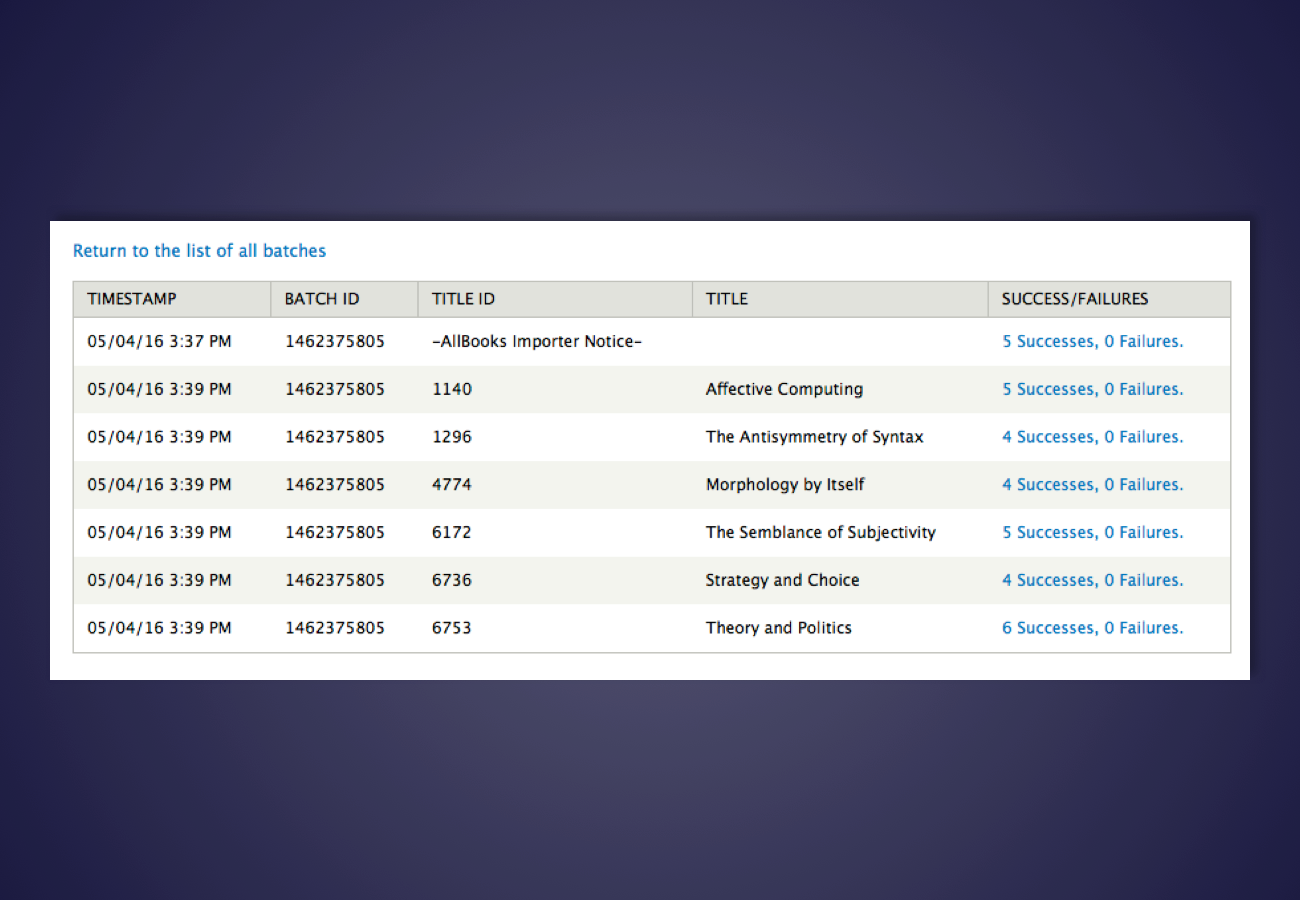 Return to the list of all batches
TIMESTAMP BATCH ID TITLE ID TITLE SUCCESS/FAILURES
05/04/16 3:37 PM 1462375805 -AllBooks Importer Notice- 5 Successes, 0 Failures.
05/04/16 3:39 PM 1462375805 1140 Affective Computing 5 Successes, 0 Failures.
05/04/16 3:39 PM 1462375805 1296 The Antisymmetry of Syntax 4 Successes, 0 Failures.
05/04/16 3:39 PM 1462375805 4774 Morphology by Itself 4 Successes, 0 Failures.
05/04/16 3:39 PM 1462375805 6172 The Semblance of Subjectivity 5 Successes, 0 Failures.
05/04/16 3:39 PM 1462375805 6736 Strategy and Choice 4 Successes, 0 Failures.
05/04/16 3:39 PM 1462375805 6753 Theory and Politics 6 Successes, 0 Failures.